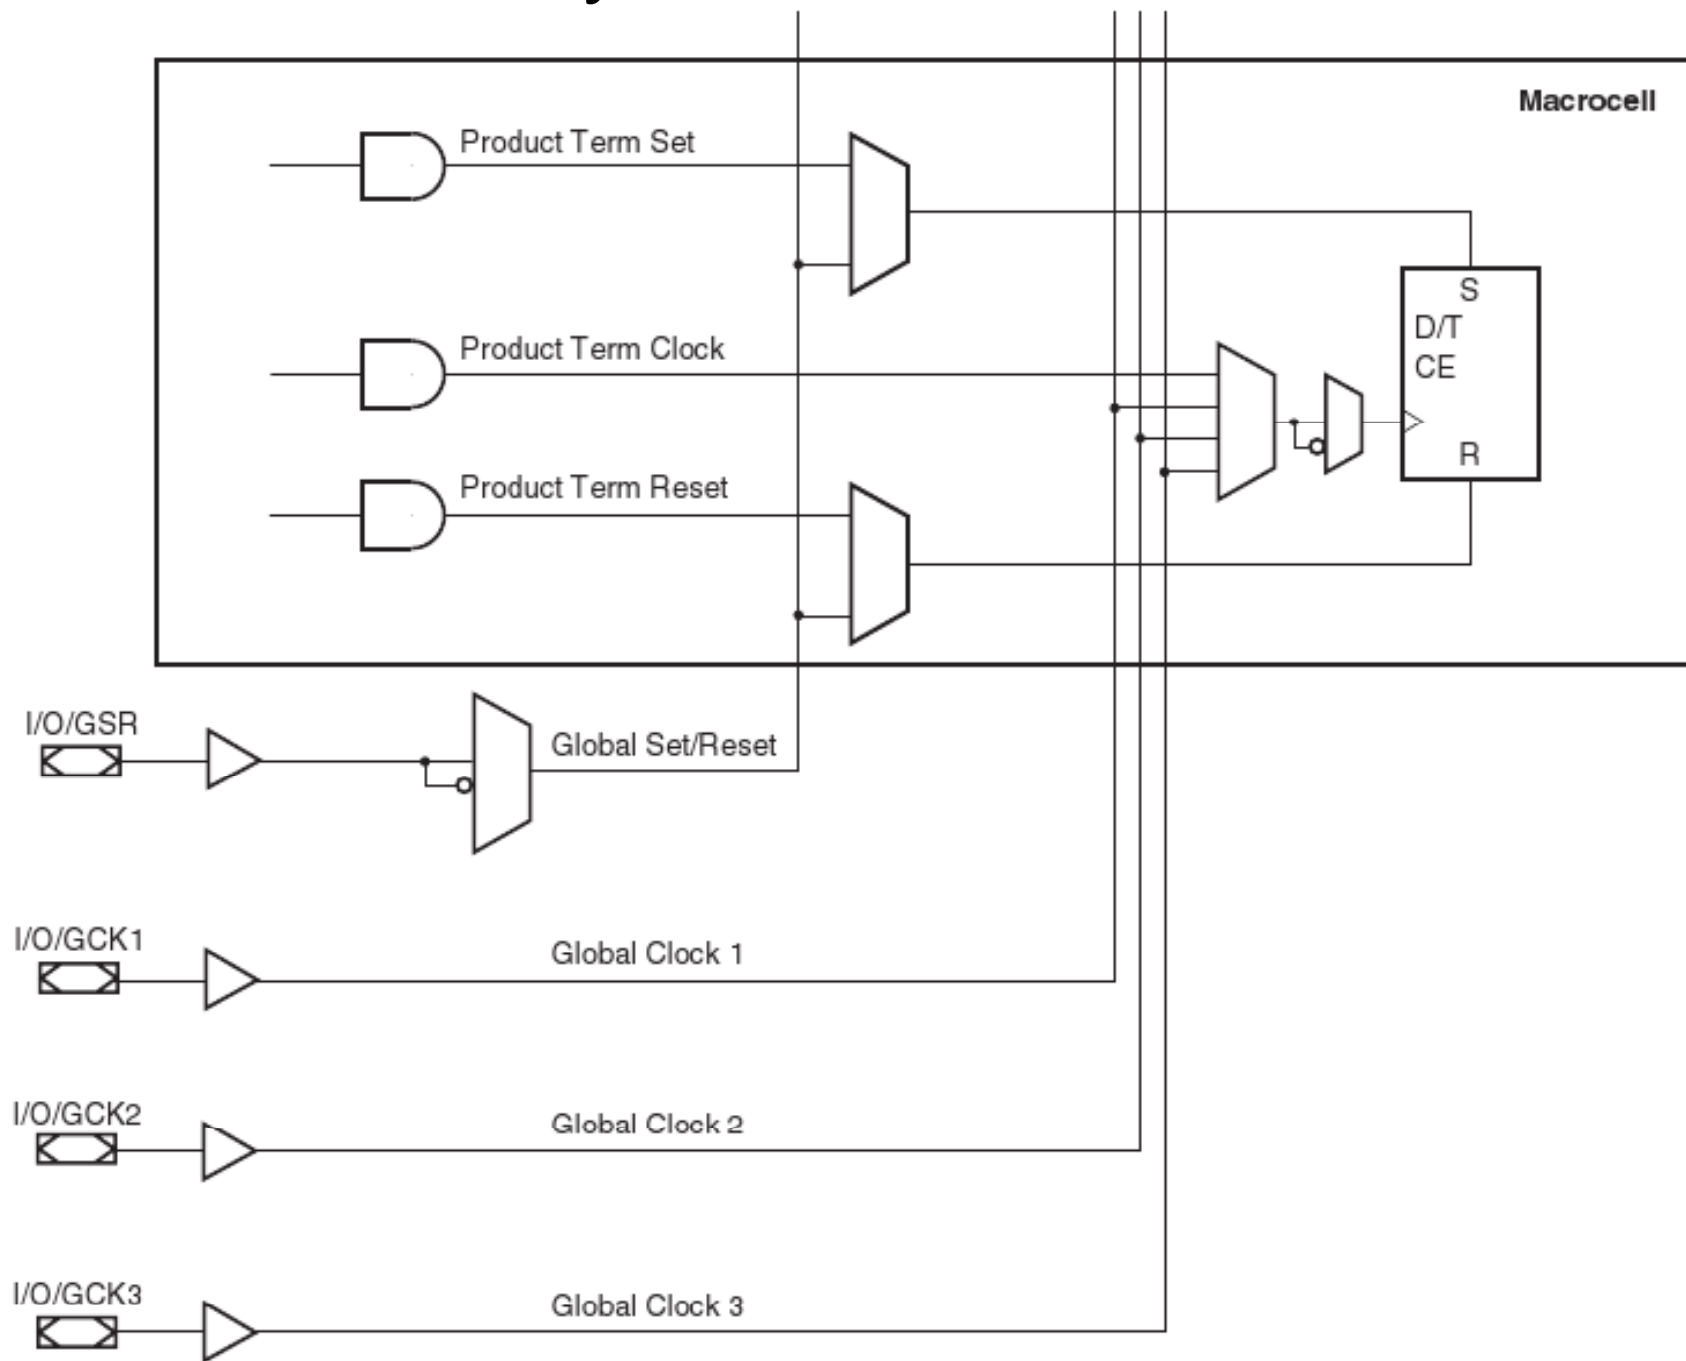 Macrocell
Product Term Set
S
D/T
Product Term Clock
CE
R
Product Term Reset
I/O/GSR
Global Set/Reset
I/O/GCK1
Global Clock 1
I/O/GCK2
Global Clock 2
I/O/GCK3
Global Clock 3